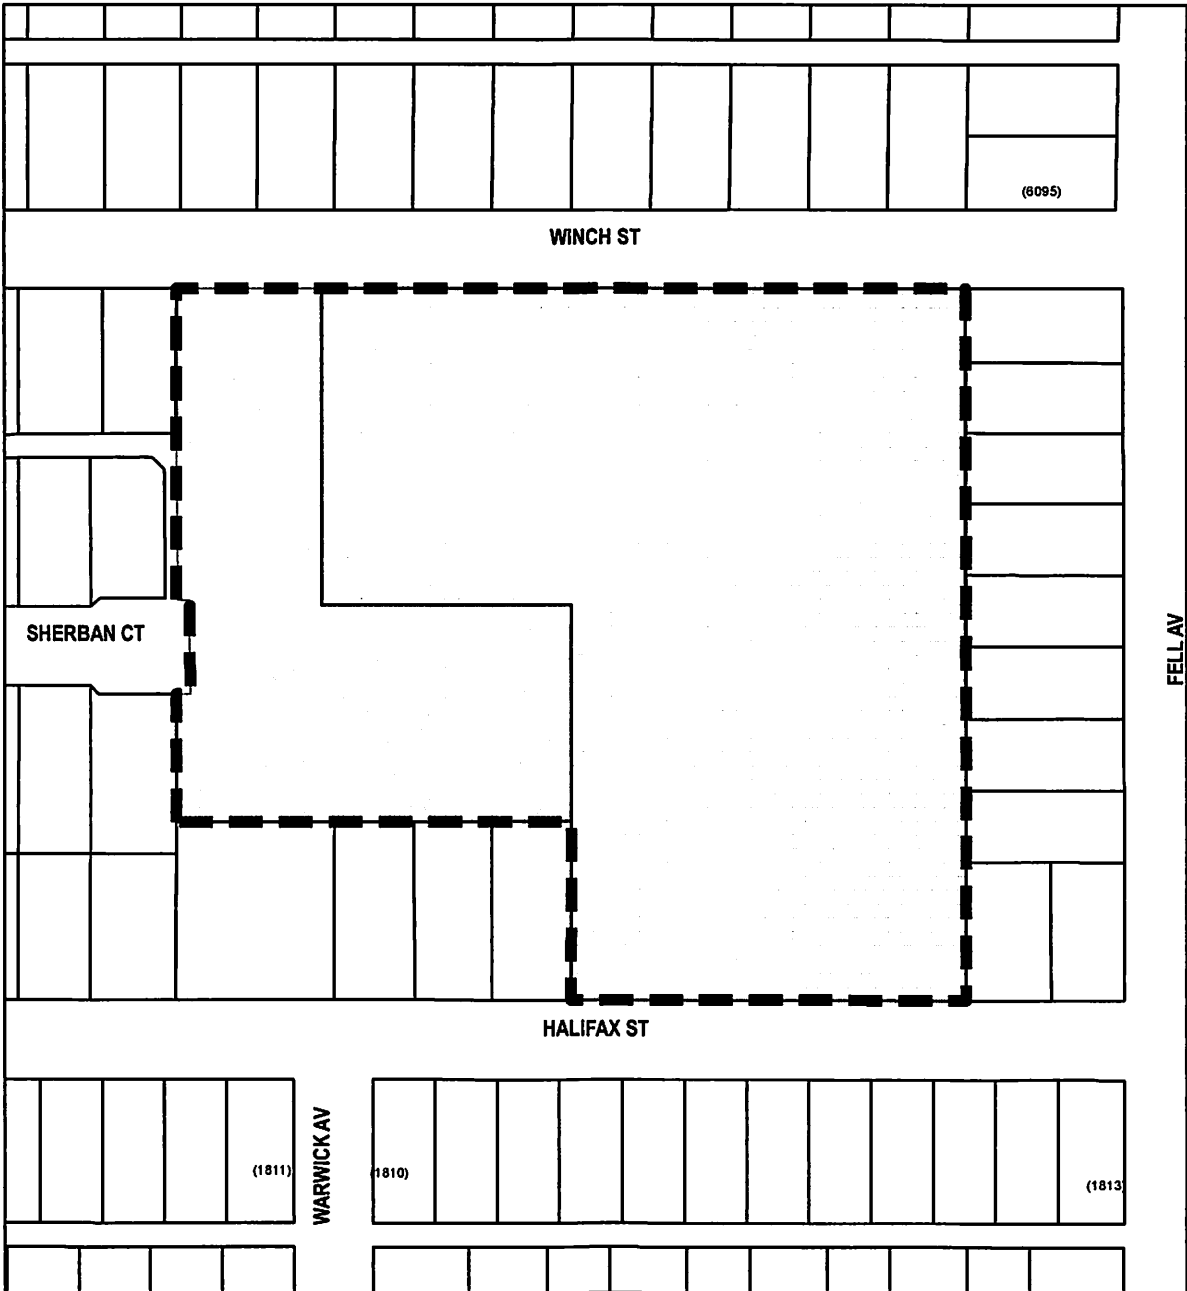 (6095)
WINCH ST
SHERBAN CT
FELL AV
HALIFAX ST
WARWICK AV
(1811)
(1810)
(1813)